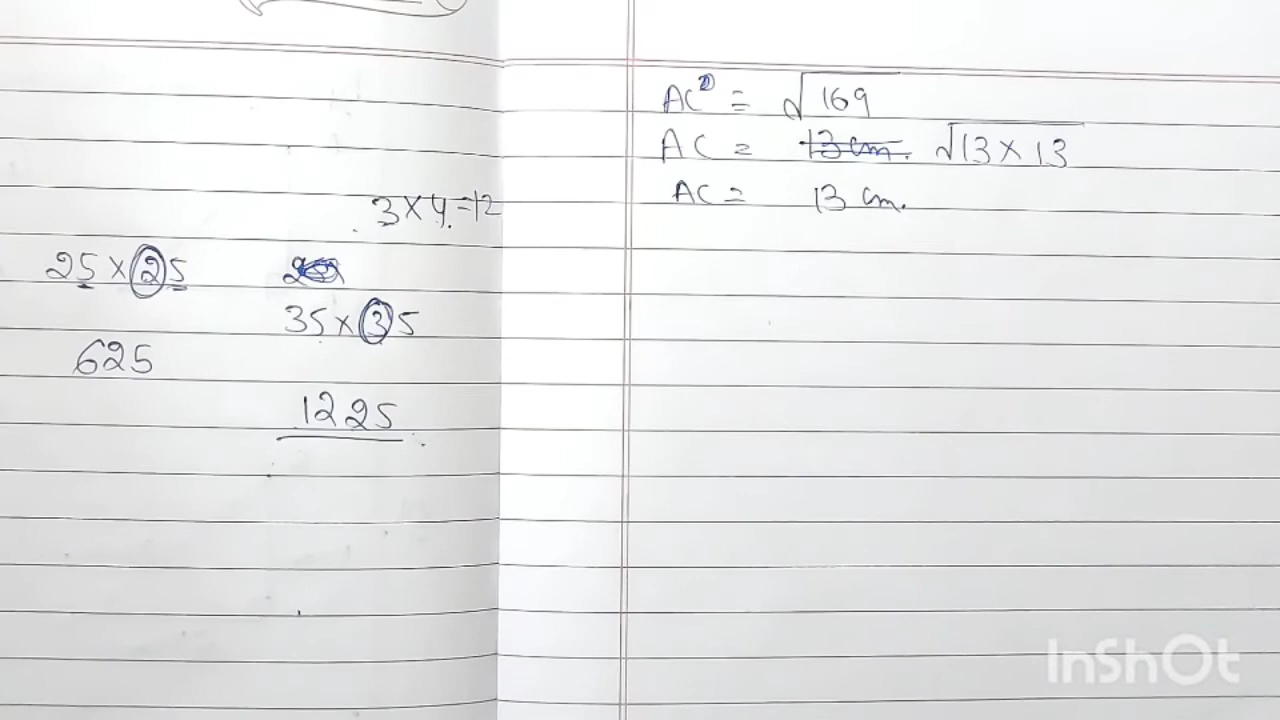 3×4=12
25×25
35×35
625
1225
AC² = √169
AC = 13 cm. √13×13
AC = 13 cm.
InShOt